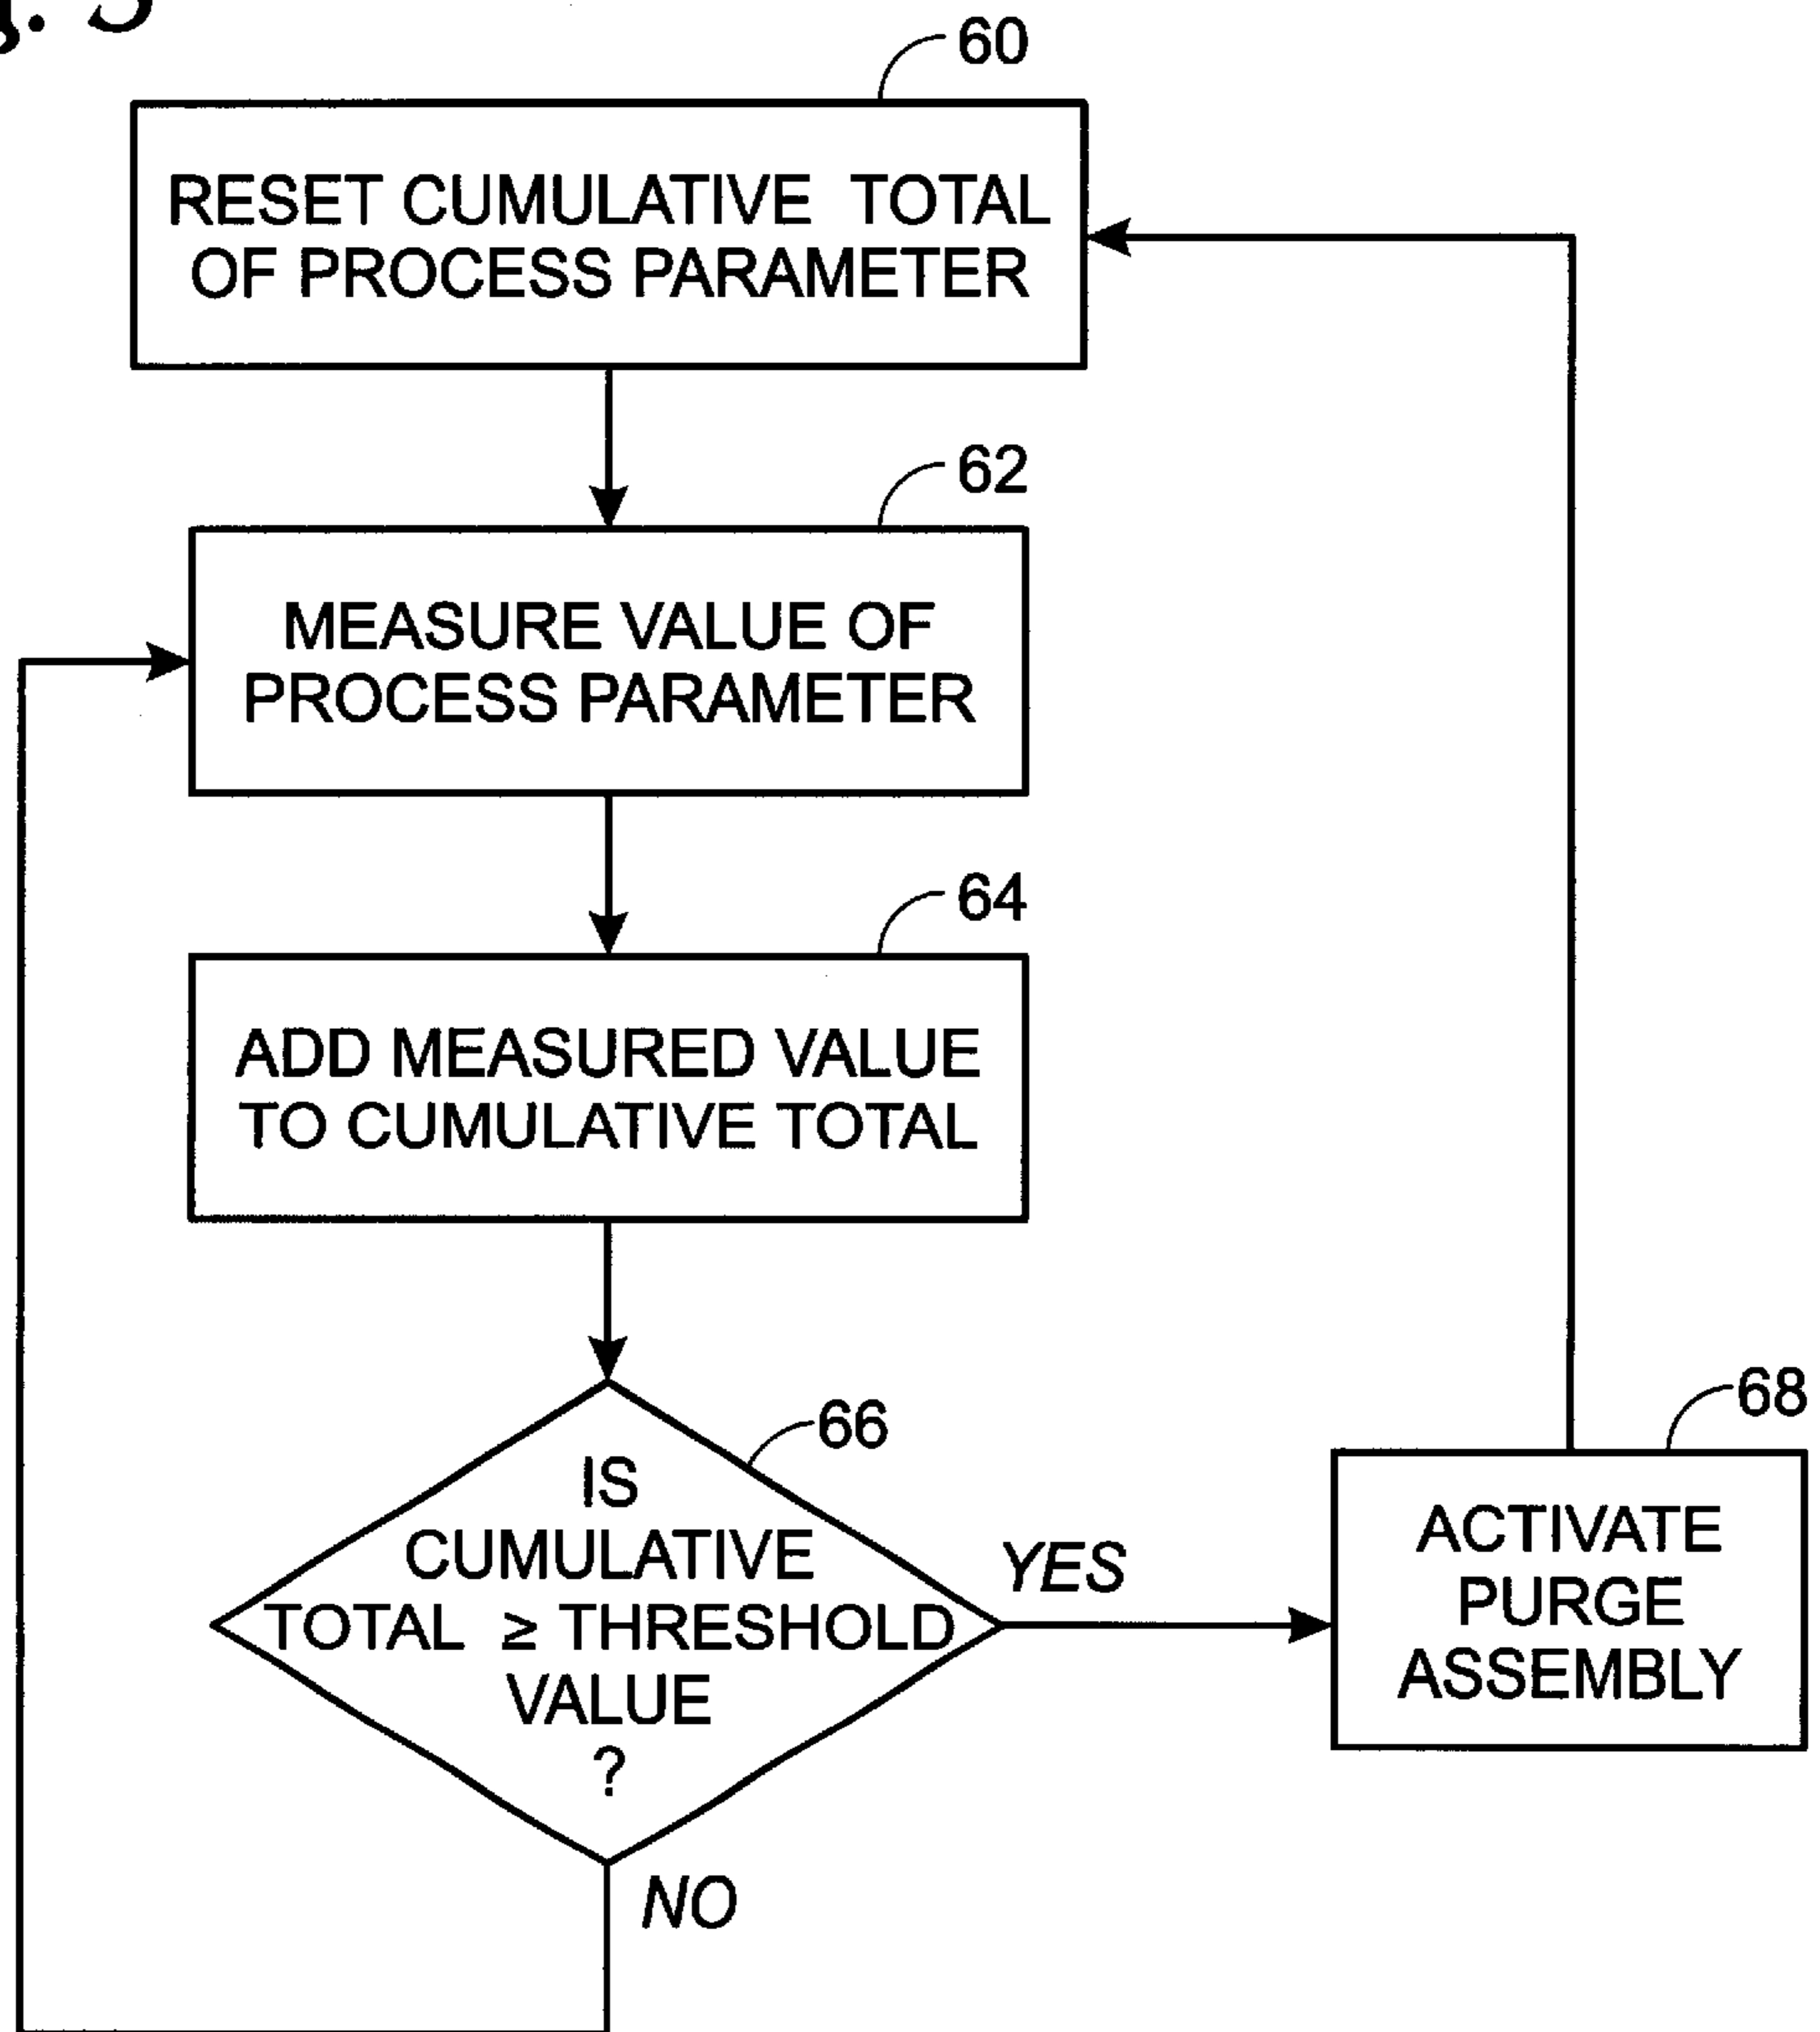 60
RESET CUMULATIVE TOTAL
OF PROCESS PARAMETER
62
MEASURE VALUE OF
PROCESS PARAMETER
64
ADD MEASURED VALUE
TO CUMULATIVE TOTAL
66
IS
CUMULATIVE
TOTAL ≥ THRESHOLD
VALUE
?
YES
NO
68
ACTIVATE
PURGE
ASSEMBLY